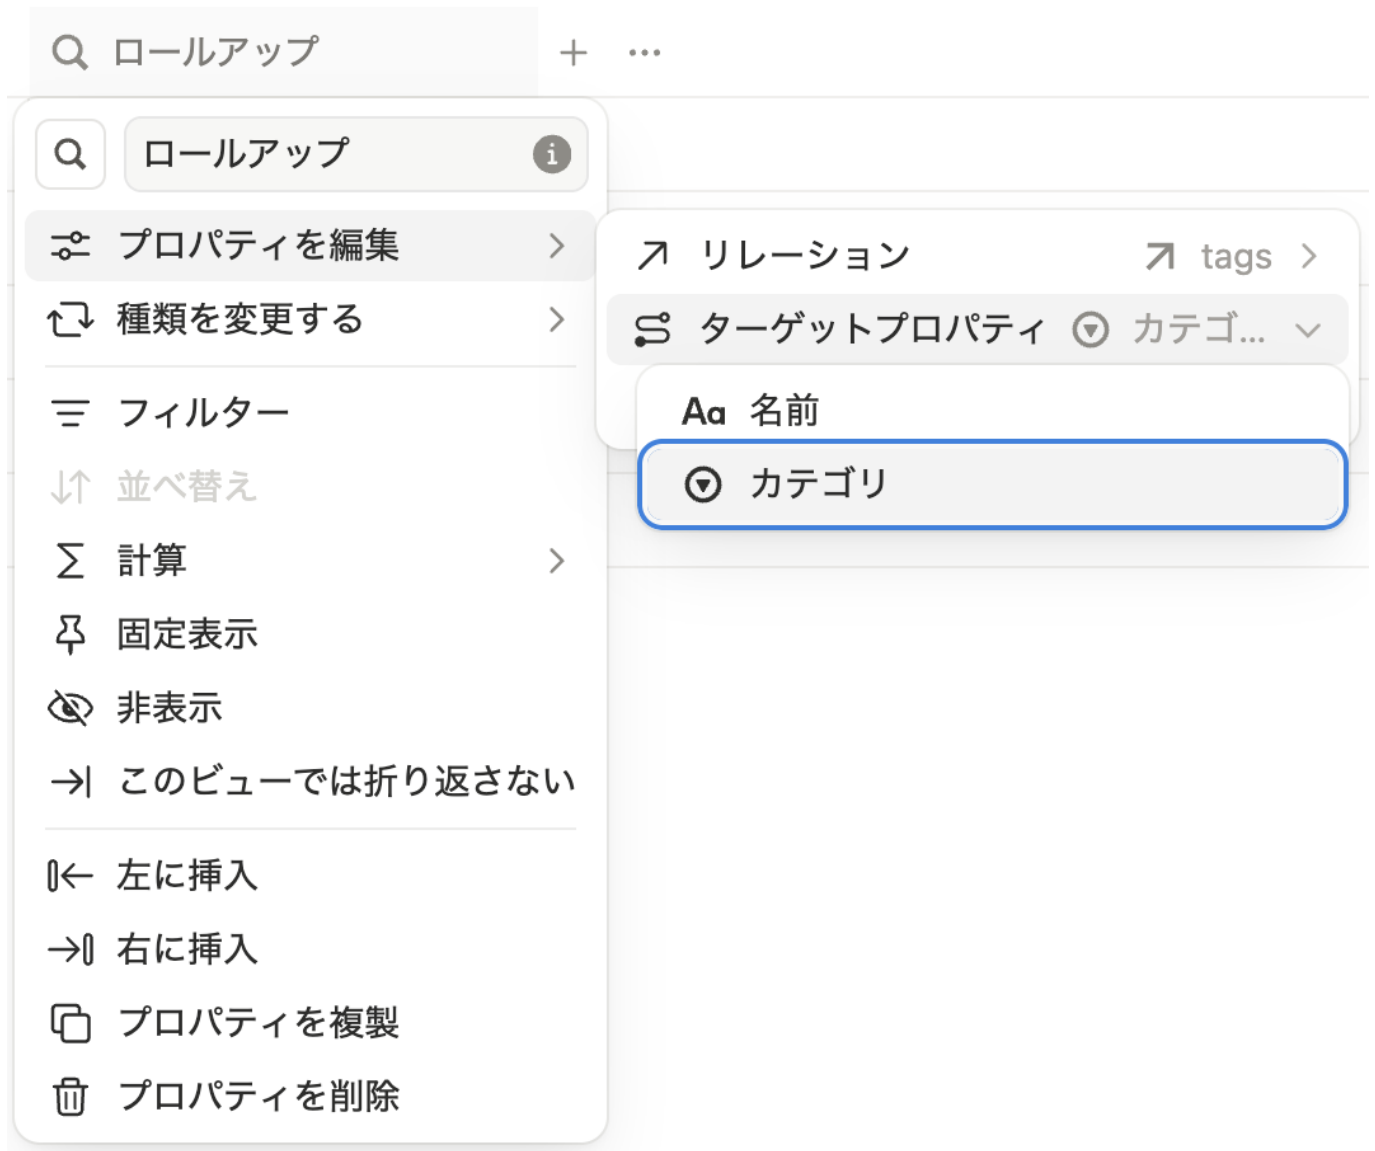 ロールアップ
ロールアップ
プロパティを編集
種類を変更する
フィルター
並べ替え
計算
固定表示
非表示
このビューでは折り返さない
左に挿入
右に挿入
プロパティを複製
プロパティを削除
リレーション tags
ターゲットプロパティ カテゴ...
Aa 名前
カテゴリ